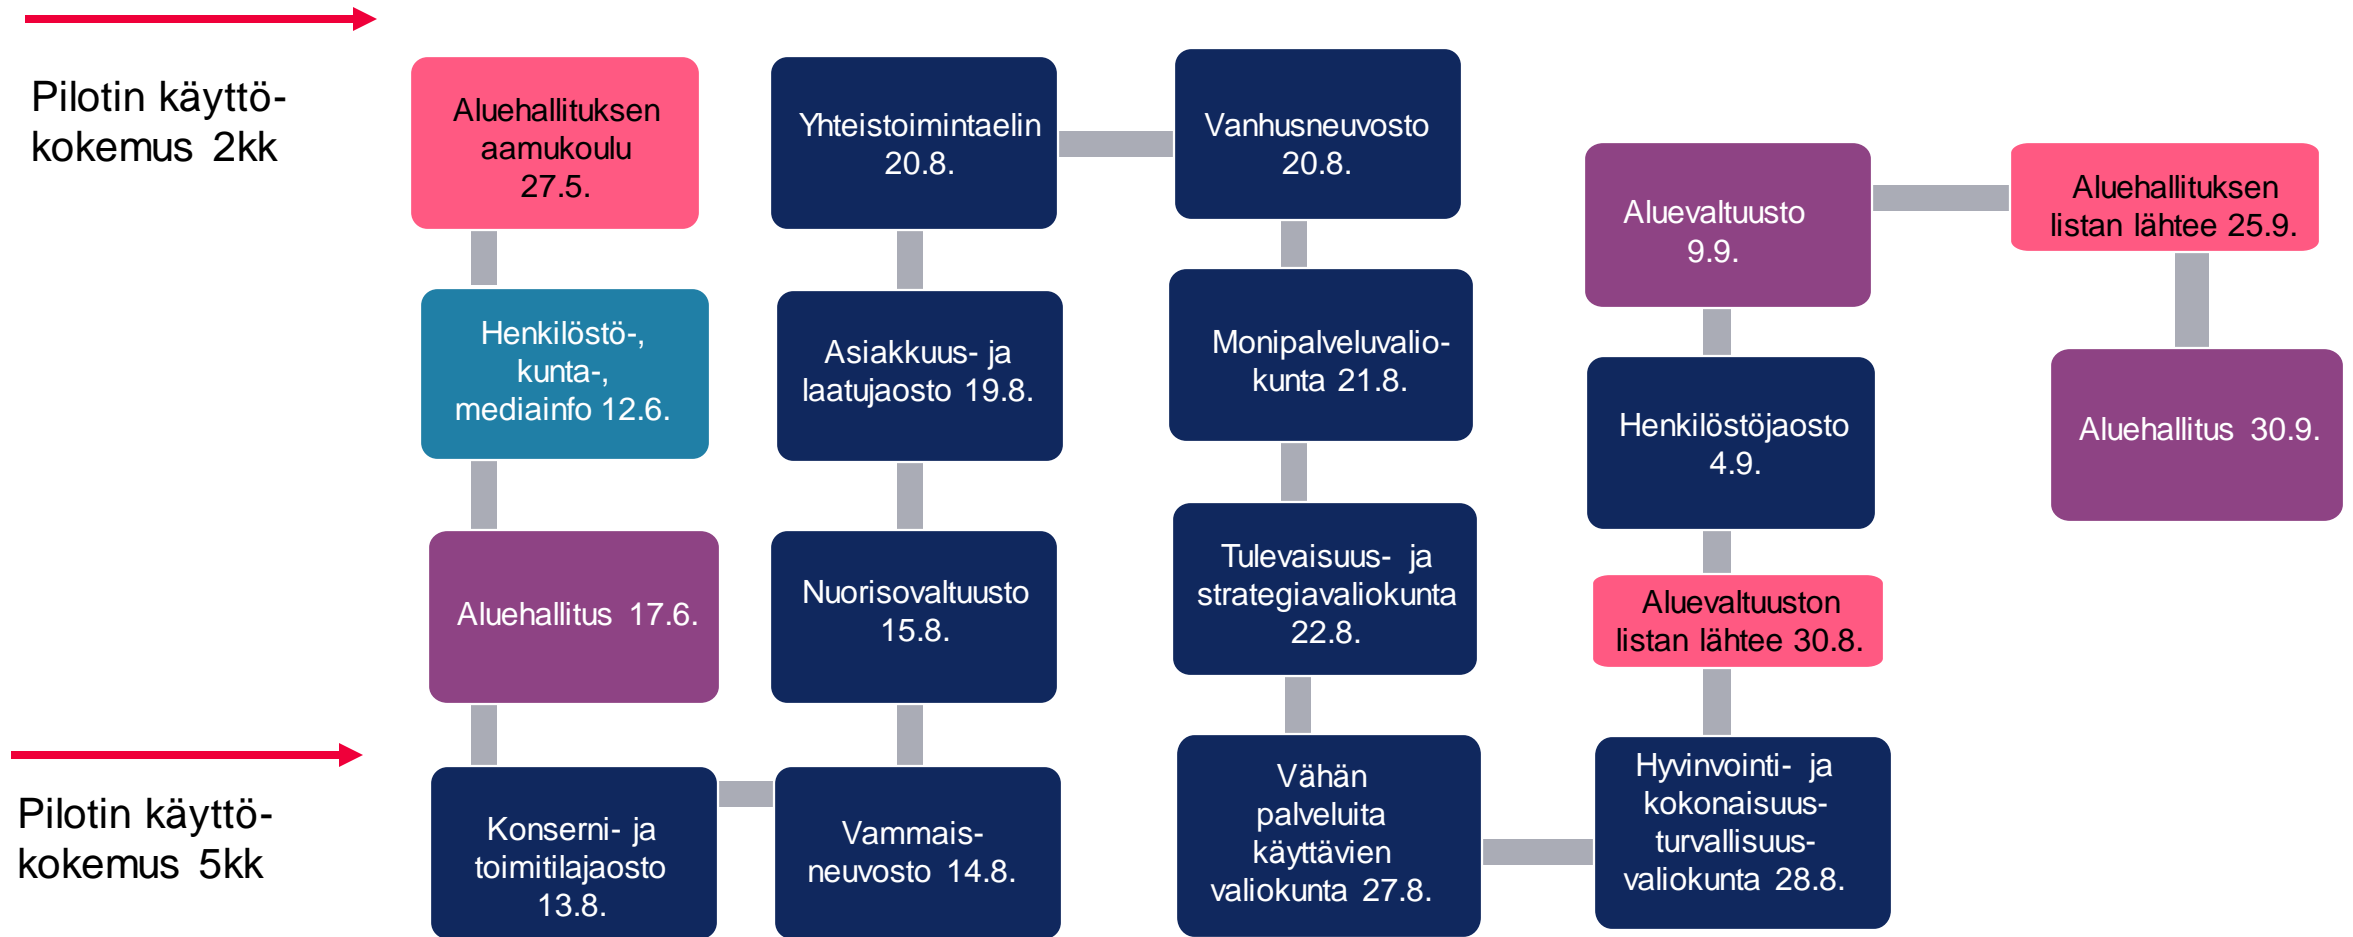 Pilotin käyttö-
kokemus 2kk
Aluehallituksen
aamukoulu
27.5.
Henkilöstö-,
kunta-,
mediainfo 12.6.
Aluehallitus 17.6.
Pilotin käyttö-
kokemus 5kk
Konserni- ja
toimitilajaosto
13.8.
Vammais-
neuvosto 14.8.
Nuorisovaltuusto
15.8.
Asiakkuus- ja
laatujaosto 19.8.
Yhteistoimintaelin
20.8.
Vanhusneuvosto
20.8.
Monipalveluvalio-
kunta 21.8.
Tulevaisuus- ja
strategiavaliokunta
22.8.
Vähän
palveluita
käyttävien
valiokunta 27.8.
Hyvinvointi- ja
kokonaisuus-
turvallisuus-
valiokunta 28.8.
Aluevaltuuston
listan lähtee 30.8.
Henkilöstöjaosto
4.9.
Aluevaltuusto
9.9.
Aluehallituksen
listan lähtee 25.9.
Aluehallitus 30.9.